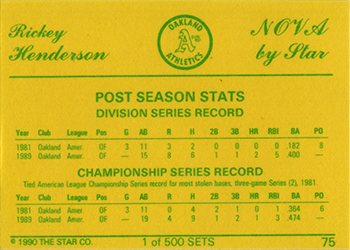 Rickey Henderson
OAKLAND A's ATHLETICS
NOVA by Star
POST SEASON STATS
DIVISION SERIES RECORD
Year Club League Pos G AB R H 2B 3B HR RBI BA PO
1981 Oakland Amer. OF 3 11 3 2 0 0 0 0 .182 8
1989 Oakland Amer. OF — 15 8 6 1 1 2 5 .400 —
CHAMPIONSHIP SERIES RECORD
Tied American League Championship Series record for most stolen bases, three-game Series (2), 1981.
Year Club League Pos G AB R H 2B 3B HR RBI BA PO
1981 Oakland Amer. OF 3 11 0 4 2 1 0 1 .364 6
1989 Oakland Amer. OF — 19 4 9 1 0 1 3 .474 —
© 1990 THE STAR CO.
1 of 500 SETS
75